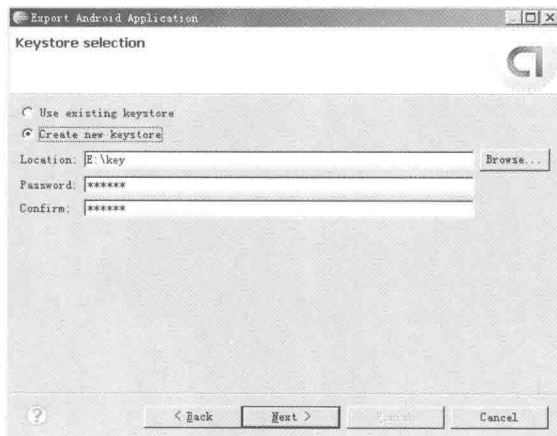 Export Android Application
Keystore selection
Use existing keystore
Create new keystore
Location: E:\key Browse...
Password: ******
Confirm: ******
? < Back Next > Finish Cancel